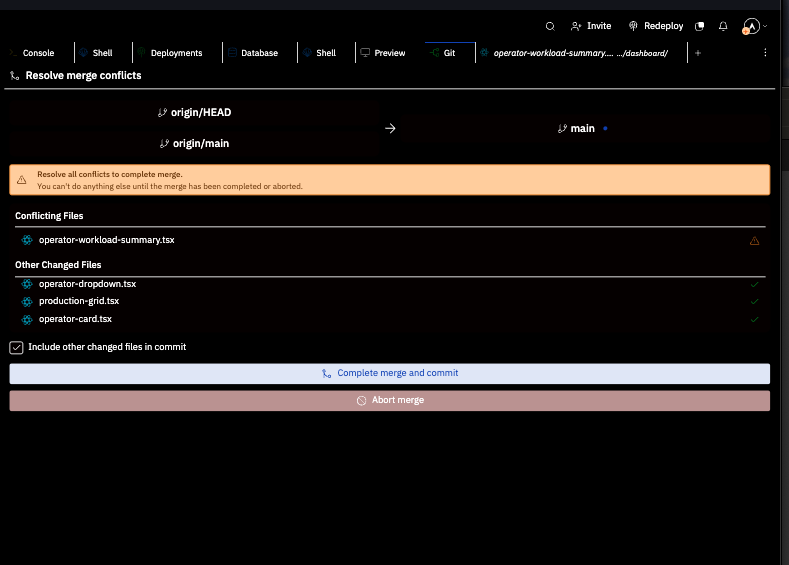 Invite
Redeploy
Console
Shell
Deployments
Database
Shell
Preview
Git
operator-workload-summary.... .../dashboard/
Resolve merge conflicts
origin/HEAD
origin/main
main
Resolve all conflicts to complete merge.
You can't do anything else until the merge has been completed or aborted.
Conflicting Files
operator-workload-summary.tsx
Other Changed Files
operator-dropdown.tsx
production-grid.tsx
operator-card.tsx
Include other changed files in commit
Complete merge and commit
Abort merge